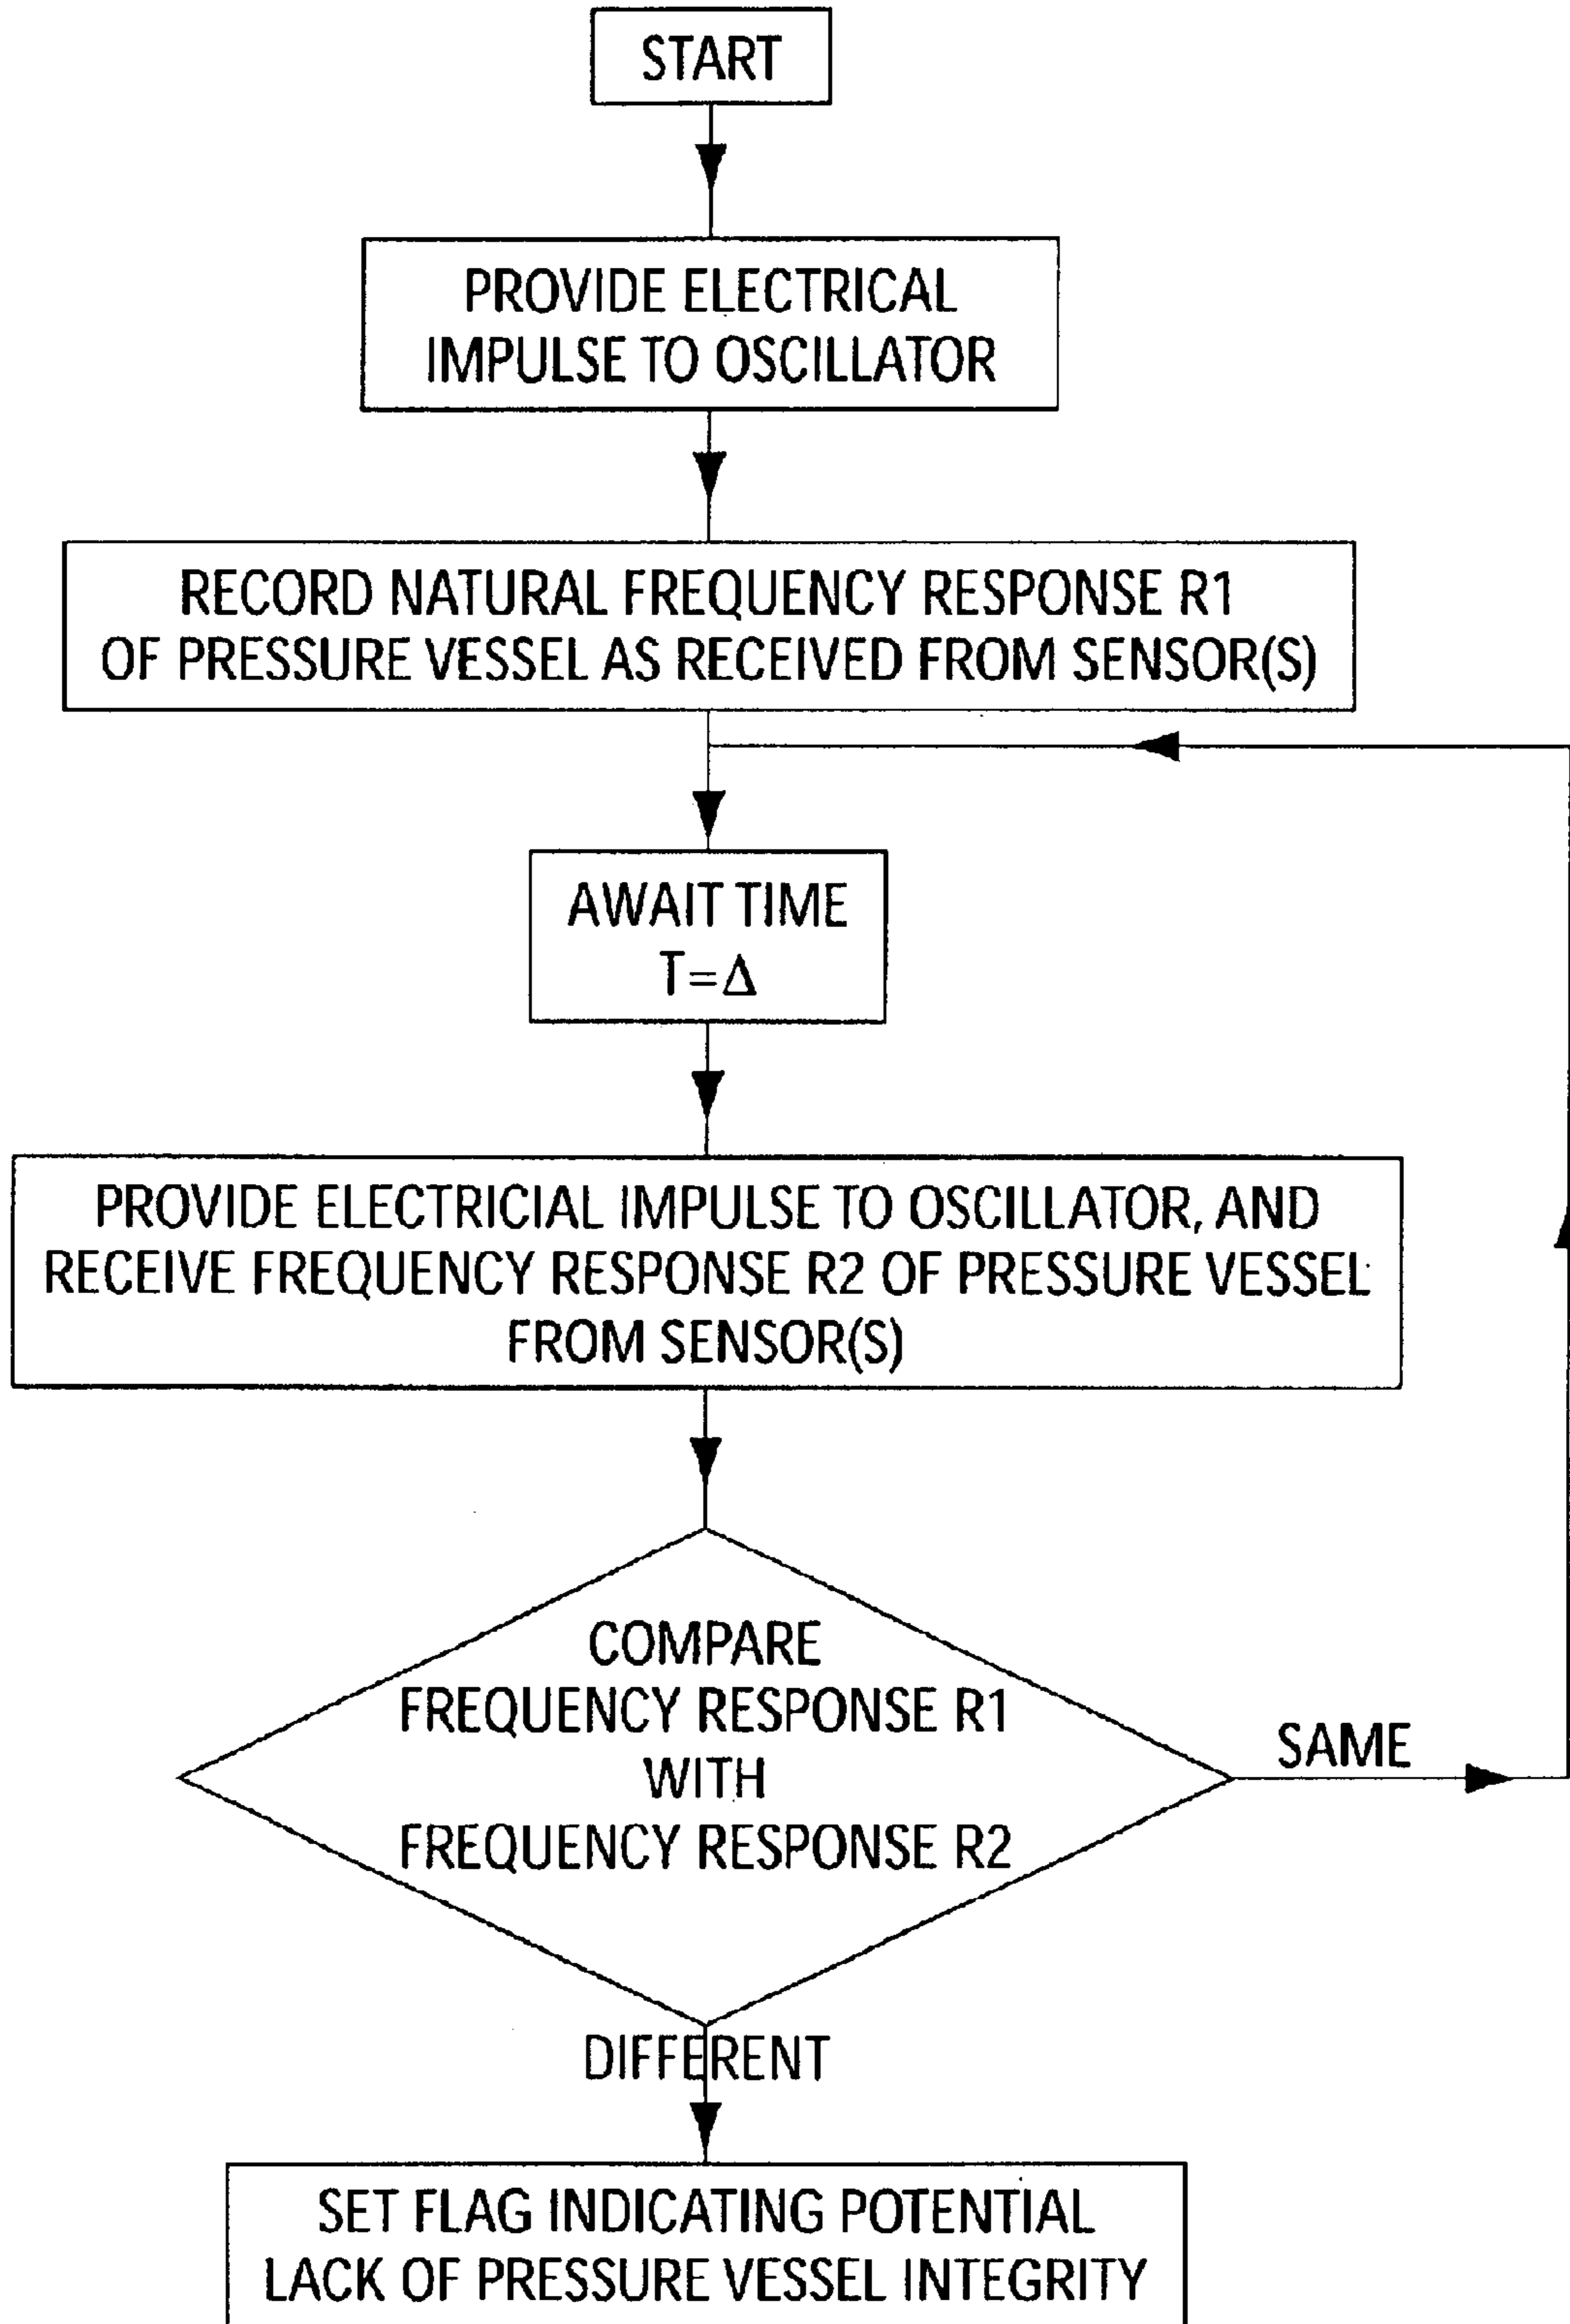 START
PROVIDE ELECTRICAL
IMPULSE TO OSCILLATOR
RECORD NATURAL FREQUENCY RESPONSE R1
OF PRESSURE VESSEL AS RECEIVED FROM SENSOR(S)
AWAIT TIME
T=Δ
PROVIDE ELECTRICIAL IMPULSE TO OSCILLATOR, AND
RECEIVE FREQUENCY RESPONSE R2 OF PRESSURE VESSEL
FROM SENSOR(S)
COMPARE
FREQUENCY RESPONSE R1
WITH
FREQUENCY RESPONSE R2
SAME
DIFFERENT
SET FLAG INDICATING POTENTIAL
LACK OF PRESSURE VESSEL INTEGRITY